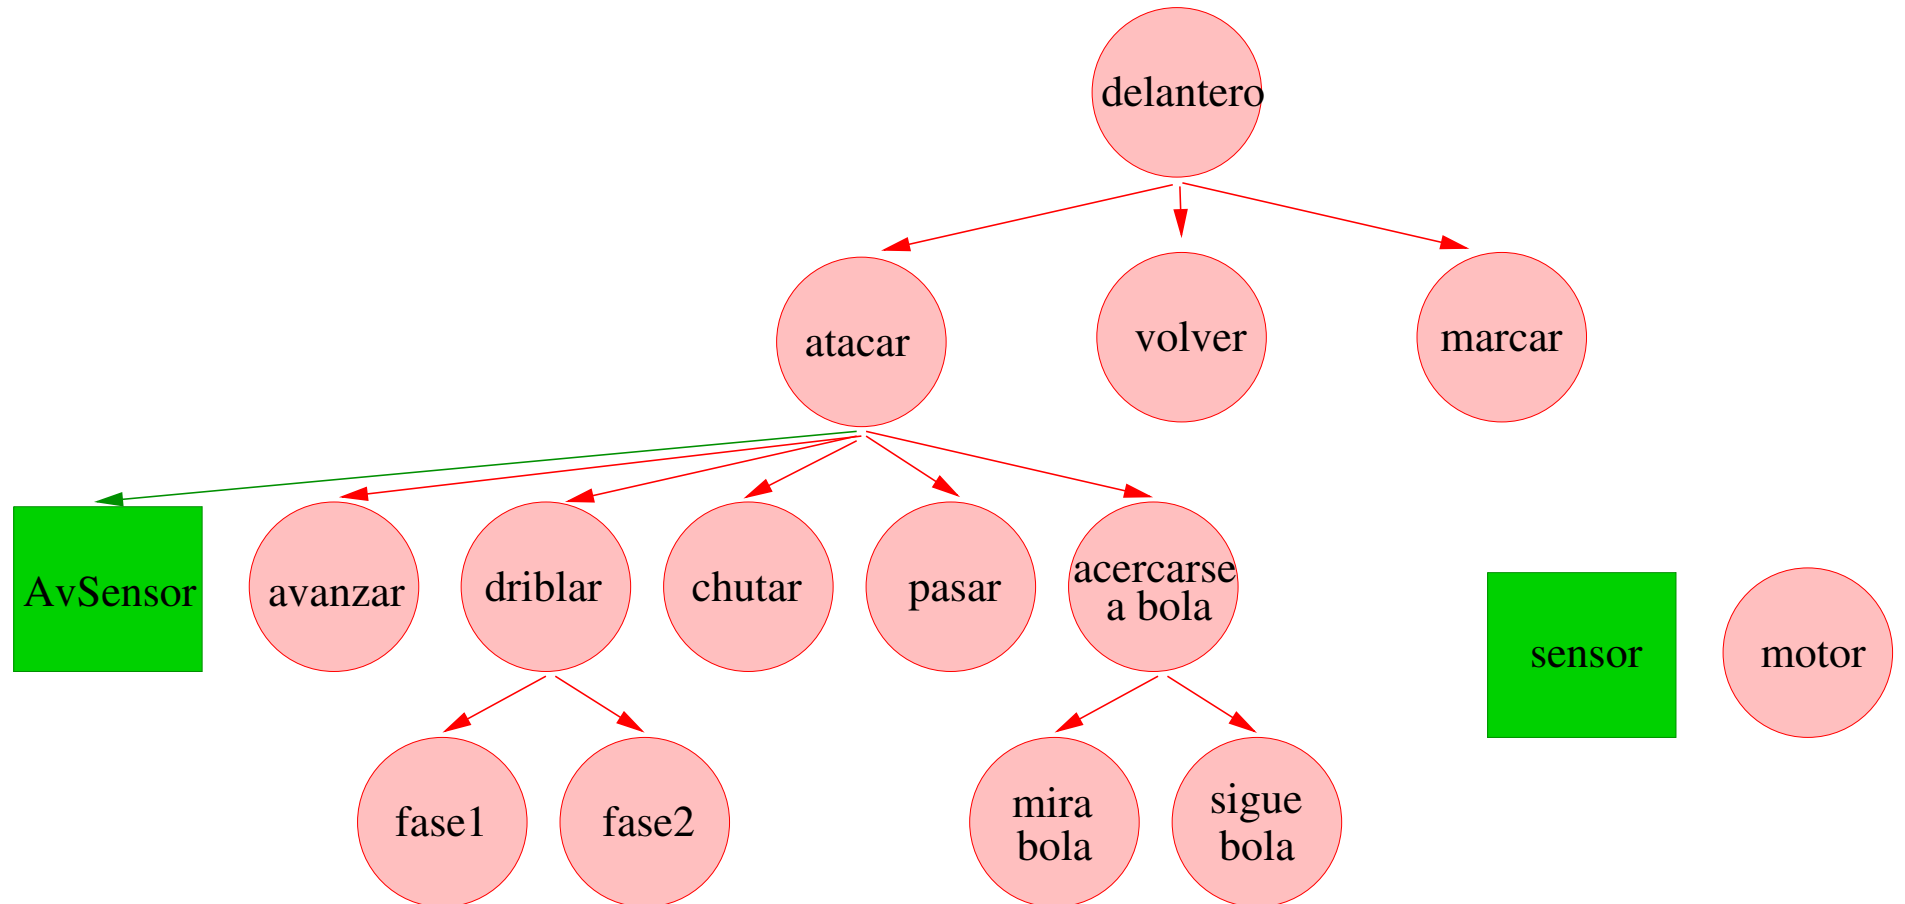 delantero
atacar
volver
marcar
AvSensor
avanzar
driblar
chutar
pasar
acercarse
a bola
sensor
motor
fase1
fase2
mira
bola
sigue
bola